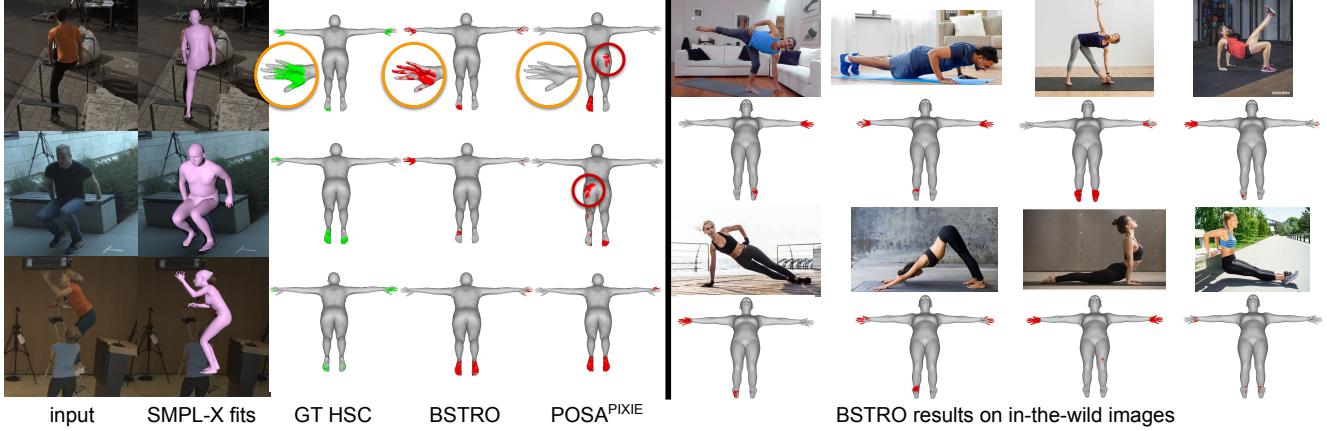 input
SMPL-X fits
GT HSC
BSTRO
POSA^PIXIE
BSTRO results on in-the-wild images